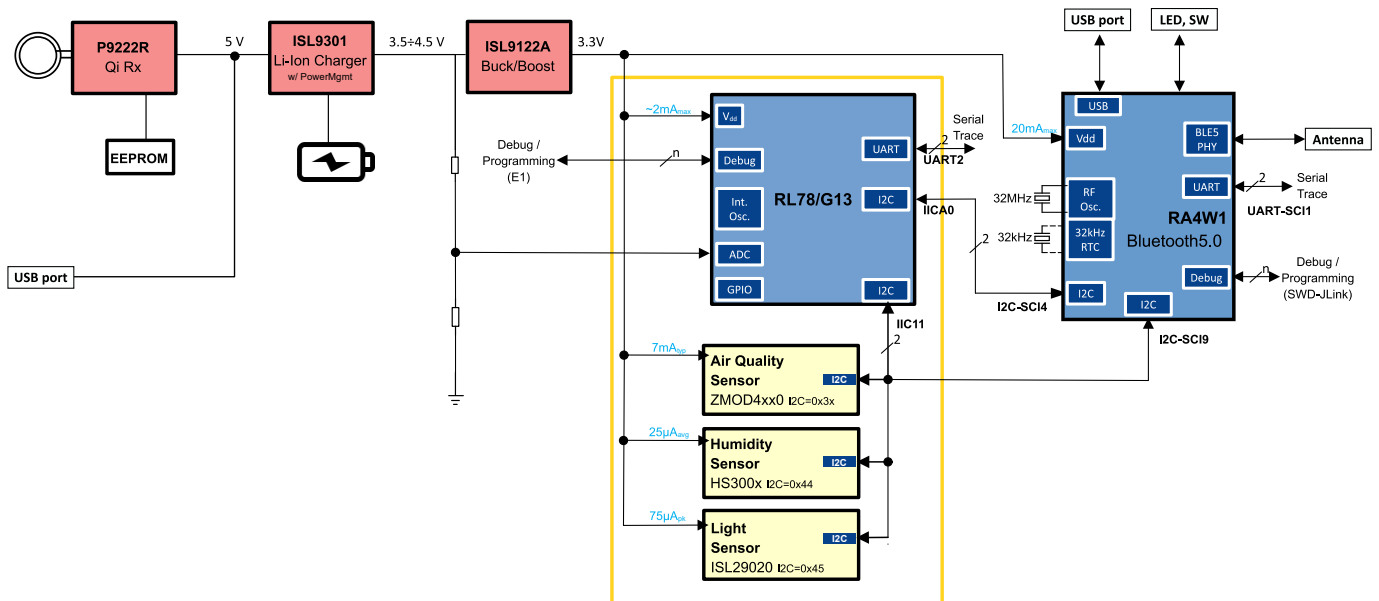 P9222R
Qi Rx
EEPROM
5 V
USB port
ISL9301
Li-Ion Charger
w/ PowerMgmt
3.5÷4.5 V
ISL9122A
Buck/Boost
3.3V
~2mAmax
Debug /
Programming
(E1)
n
Vdd
Debug
Int.
Osc.
ADC
GPIO
RL78/G13
UART
I2C
I2C
2
Serial
Trace
UART2
IICA0
2
IIC11
2
7mAtyp
Air Quality
Sensor
ZMOD4xx0 I2C=0x3x
I2C
25µAavg
Humidity
Sensor
HS300x I2C=0x44
I2C
75µApk
Light
Sensor
ISL29020 I2C=0x45
I2C
USB port
LED, SW
20mAmax
USB
Vdd
BLE5
PHY
Antenna
UART
2
Serial
Trace
UART-SCI1
32MHz
RF
Osc.
32kHz
32kHz
RTC
RA4W1
Bluetooth5.0
Debug
n
Debug /
Programming
(SWD-JLink)
I2C
I2C-SCI4
I2C
I2C-SCI9